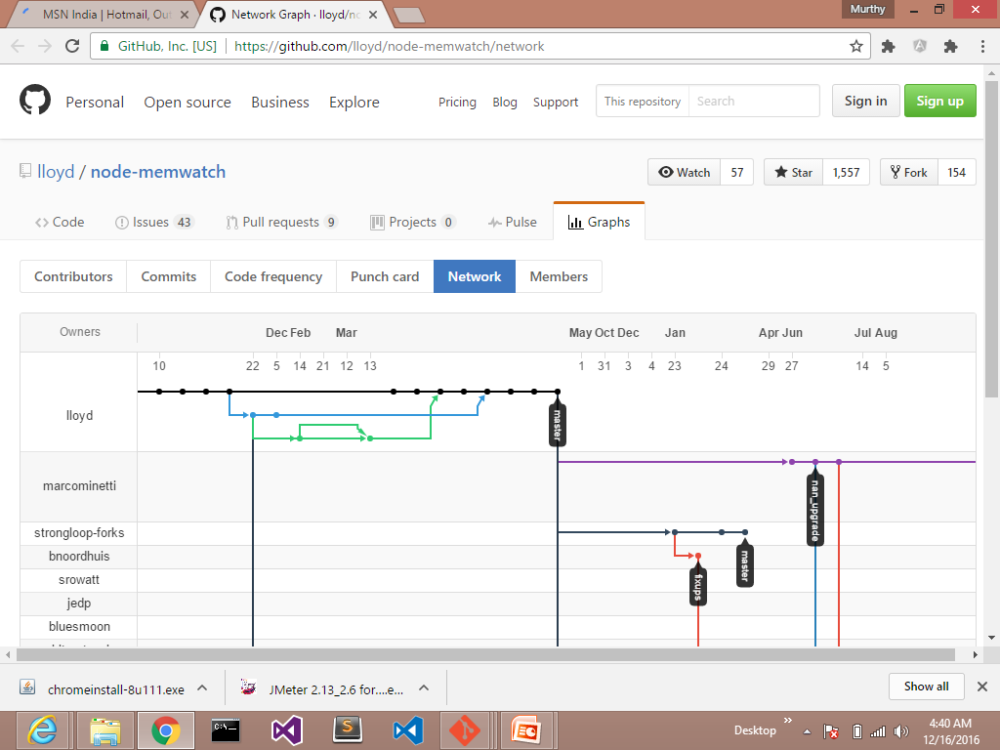 MSN India | Hotmail, Out
Network Graph · lloyd/no
Murthy
GitHub, Inc. [US]
https://github.com/lloyd/node-memwatch/network
Personal
Open source
Business
Explore
Pricing
Blog
Support
This repository
Search
Sign in
Sign up
lloyd / node-memwatch
Watch 57
Star 1,557
Fork 154
Code
Issues 43
Pull requests 9
Projects 0
Pulse
Graphs
Contributors
Commits
Code frequency
Punch card
Network
Members
Owners
Dec Feb Mar May Oct Dec Jan Apr Jun Jul Aug
10 22 5 14 21 12 13 1 31 3 4 23 24 29 27 14 5
lloyd
master
marcominetti
nan_upgrade
strongloop-forks
master
bnoordhuis
fixups
srowatt
jedp
bluesmoon
chromeinstall-8u111.exe
JMeter 2.13_2.6 for....e...
Show all
C:\_
Desktop
4:40 AM
12/16/2016